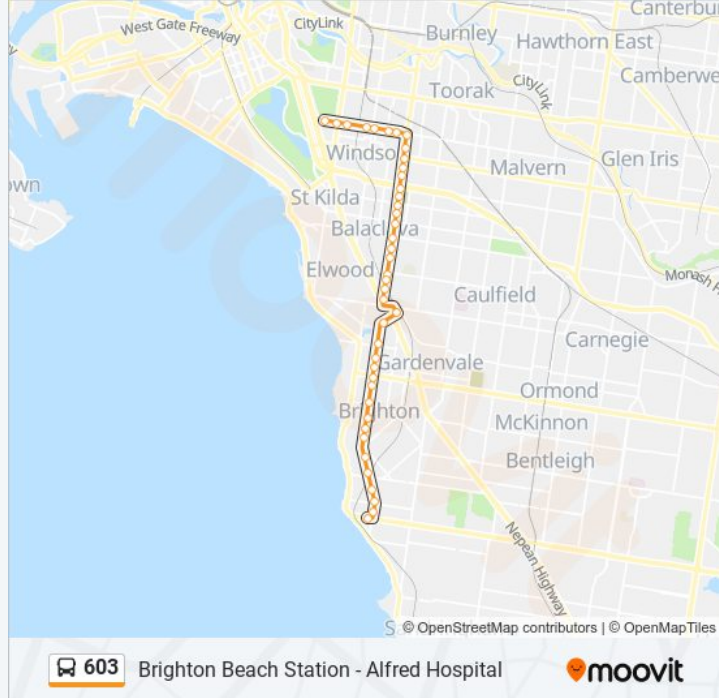 Canterbu
West Gate Freeway
CityLink
Burnley
Hawthorn East
Camberwe
CityLink
Toorak
Windso
Malvern
Glen Iris
own
St Kilda
Balaclava
Elwood
Monash Fr
Caulfield
Carnegie
Gardenvale
Ormond
Brighton
McKinnon
Bentleigh
Nepean Highway
S
© OpenStreetMap contributors | © OpenMapTiles
603 Brighton Beach Station - Alfred Hospital
moovit